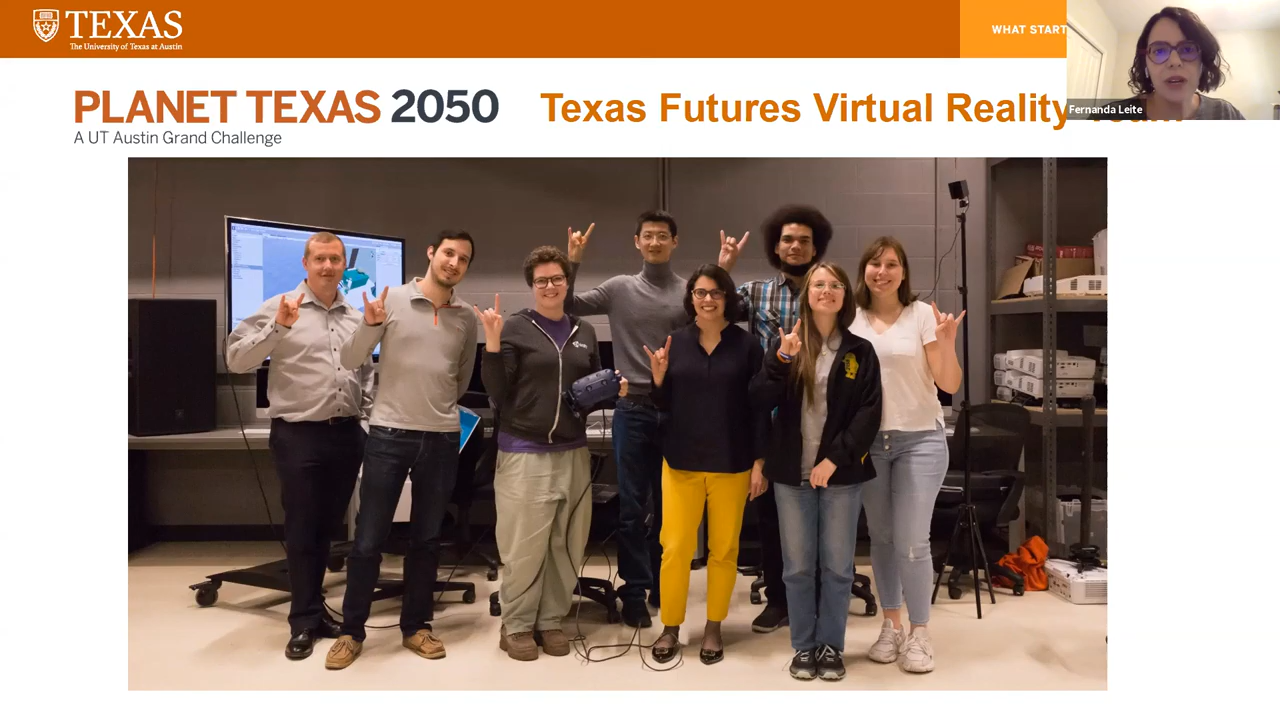 TEXAS
The University of Texas at Austin
WHAT START
Fernanda Leite
PLANET TEXAS 2050
A UT Austin Grand Challenge
Texas Futures Virtual Reality